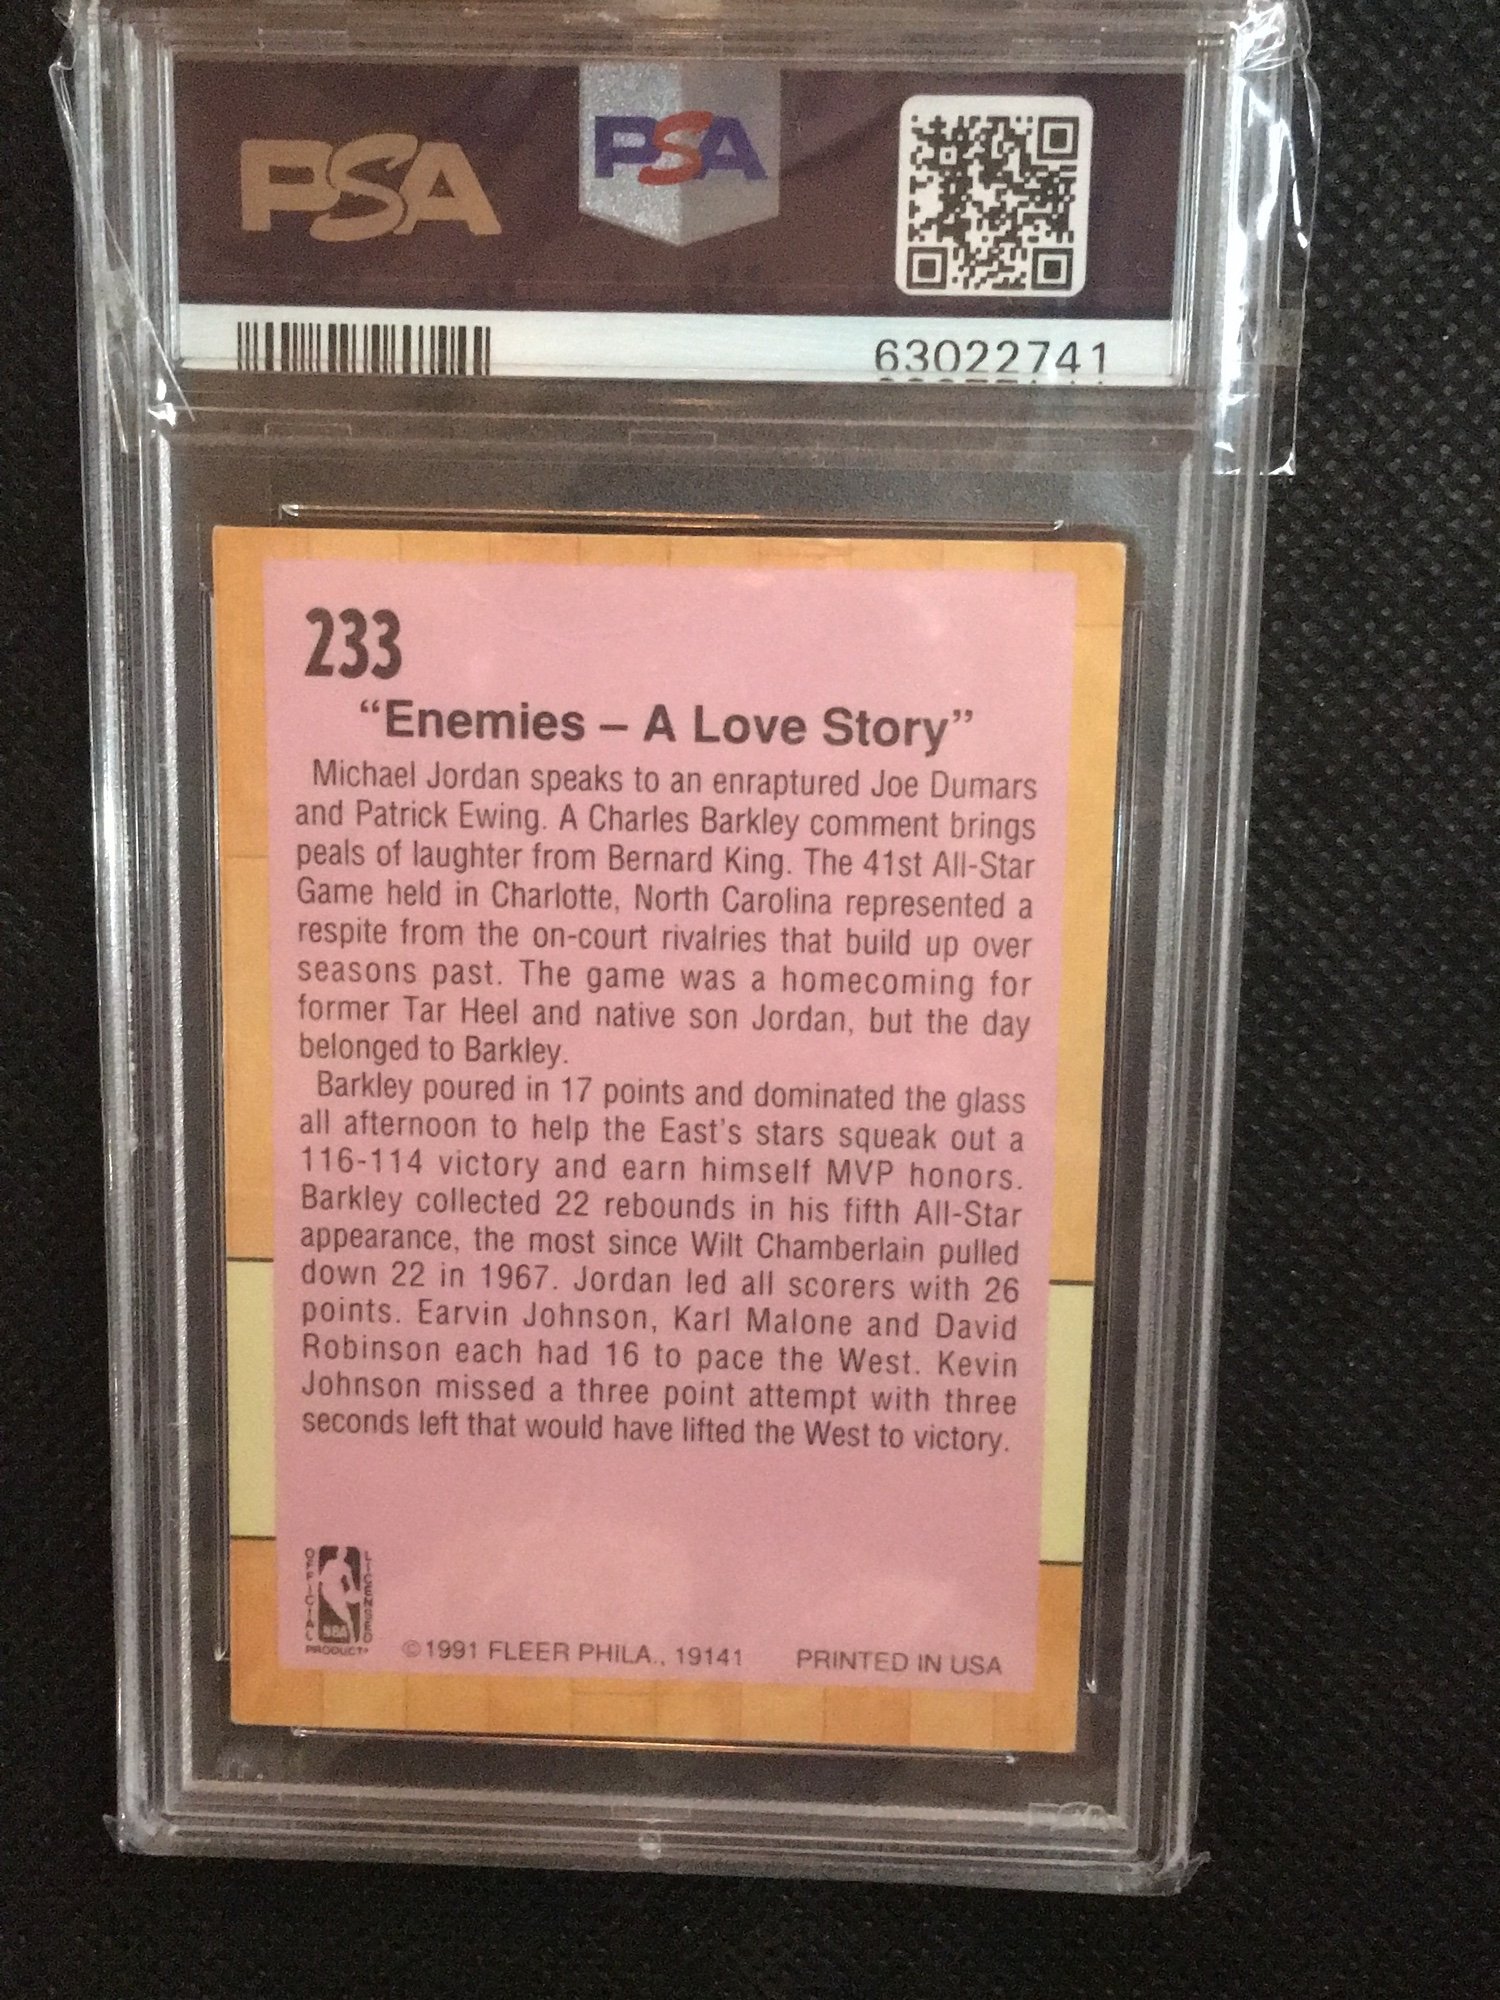 PSA PSA
63022741
233
“Enemies – A Love Story”
Michael Jordan speaks to an enraptured Joe Dumars
and Patrick Ewing. A Charles Barkley comment brings
peals of laughter from Bernard King. The 41st All-Star
Game held in Charlotte, North Carolina represented a
respite from the on-court rivalries that build up over
seasons past. The game was a homecoming for
former Tar Heel and native son Jordan, but the day
belonged to Barkley.
Barkley poured in 17 points and dominated the glass
all afternoon to help the East's stars squeak out a
116-114 victory and earn himself MVP honors.
Barkley collected 22 rebounds in his fifth All-Star
appearance, the most since Wilt Chamberlain pulled
down 22 in 1967. Jordan led all scorers with 26
points. Earvin Johnson, Karl Malone and David
Robinson each had 16 to pace the West. Kevin
Johnson missed a three point attempt with three
seconds left that would have lifted the West to victory.
OFFICIAL NBA LICENSED
PRODUCT
©1991 FLEER PHILA., 19141 PRINTED IN USA